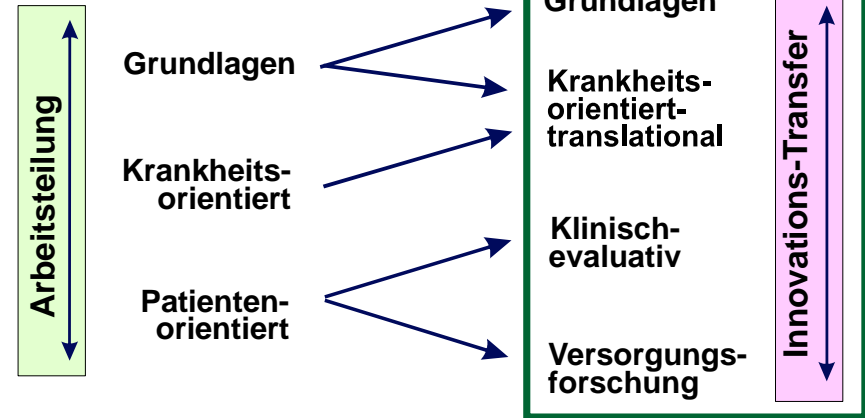 Arbeitsteilung
Grundlagen
Krankheits-
orientiert
Patienten-
orientiert
Grundlagen
Krankheits-
orientiert-
translational
Klinisch-
evaluativ
Versorgungs-
forschung
Innovations-Transfer